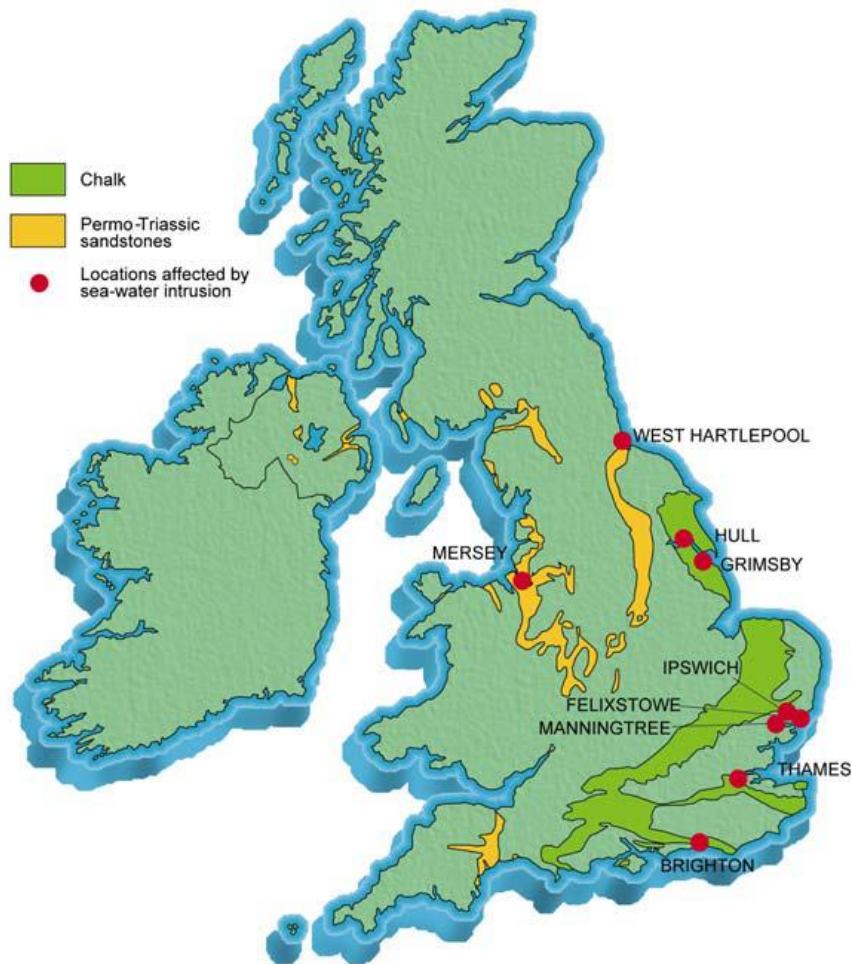 Chalk
Permo-Triassic
sandstones
Locations affected by
sea-water intrusion
WEST HARTLEPOOL
HULL
MERSEY
GRIMSBY
IPSWICH
FELIXSTOWE
MANNINGTREE
THAMES
BRIGHTON